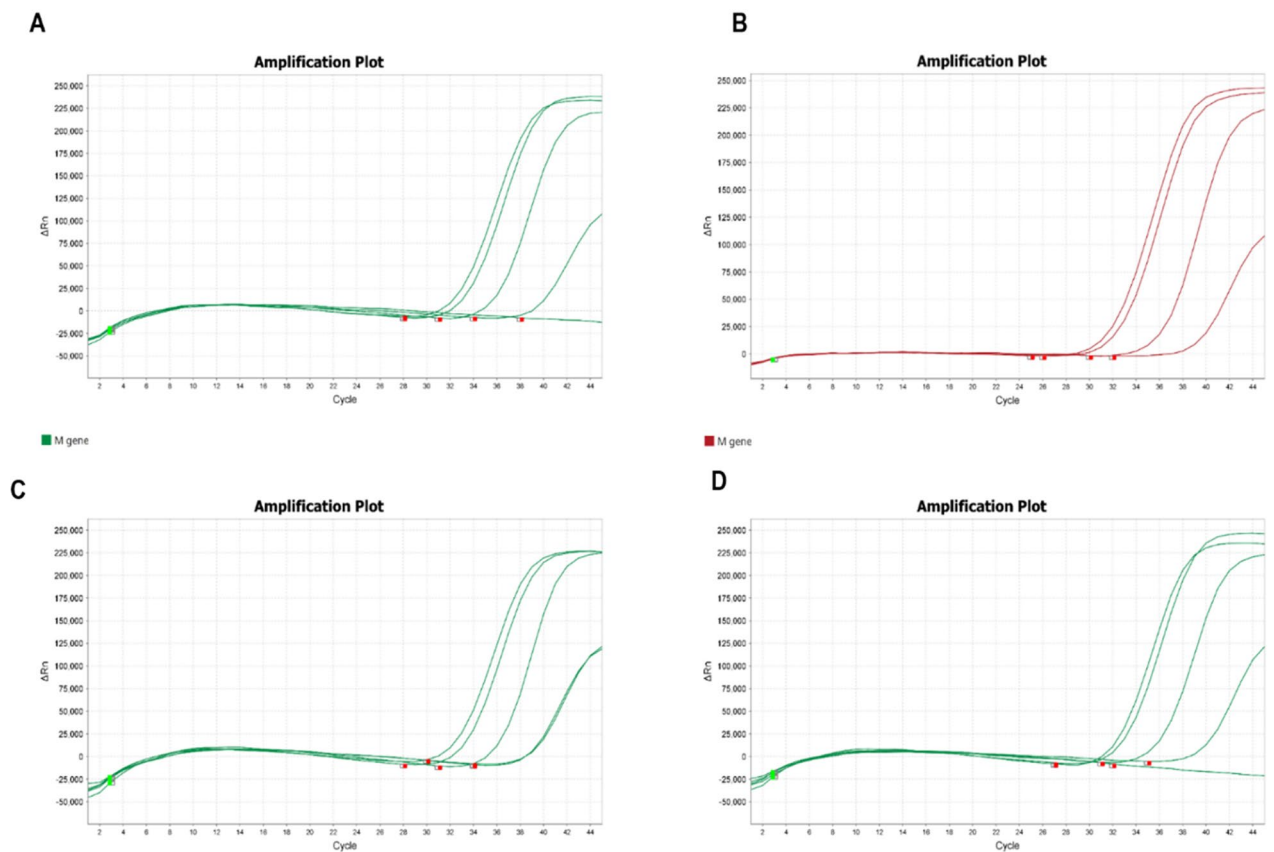 A
Amplification Plot
250,000
225,000
200,000
175,000
150,000
125,000
100,000
75,000
50,000
25,000
0
-25,000
-50,000
ΔRn
2 4 6 8 10 12 14 16 18 20 22 24 26 28 30 32 34 36 38 40 42 44
Cycle
M gene
B
Amplification Plot
250,000
225,000
200,000
175,000
150,000
125,000
100,000
75,000
50,000
25,000
0
ΔRn
2 4 6 8 10 12 14 16 18 20 22 24 26 28 30 32 34 36 38 40 42 44
Cycle
M gene
C
Amplification Plot
250,000
225,000
200,000
175,000
150,000
125,000
100,000
75,000
50,000
25,000
0
-25,000
-50,000
ΔRn
2 4 6 8 10 12 14 16 18 20 22 24 26 28 30 32 34 36 38 40 42 44
Cycle
D
Amplification Plot
250,000
225,000
200,000
175,000
150,000
125,000
100,000
75,000
50,000
25,000
0
-25,000
-50,000
ΔRn
2 4 6 8 10 12 14 16 18 20 22 24 26 28 30 32 34 36 38 40 42 44
Cycle